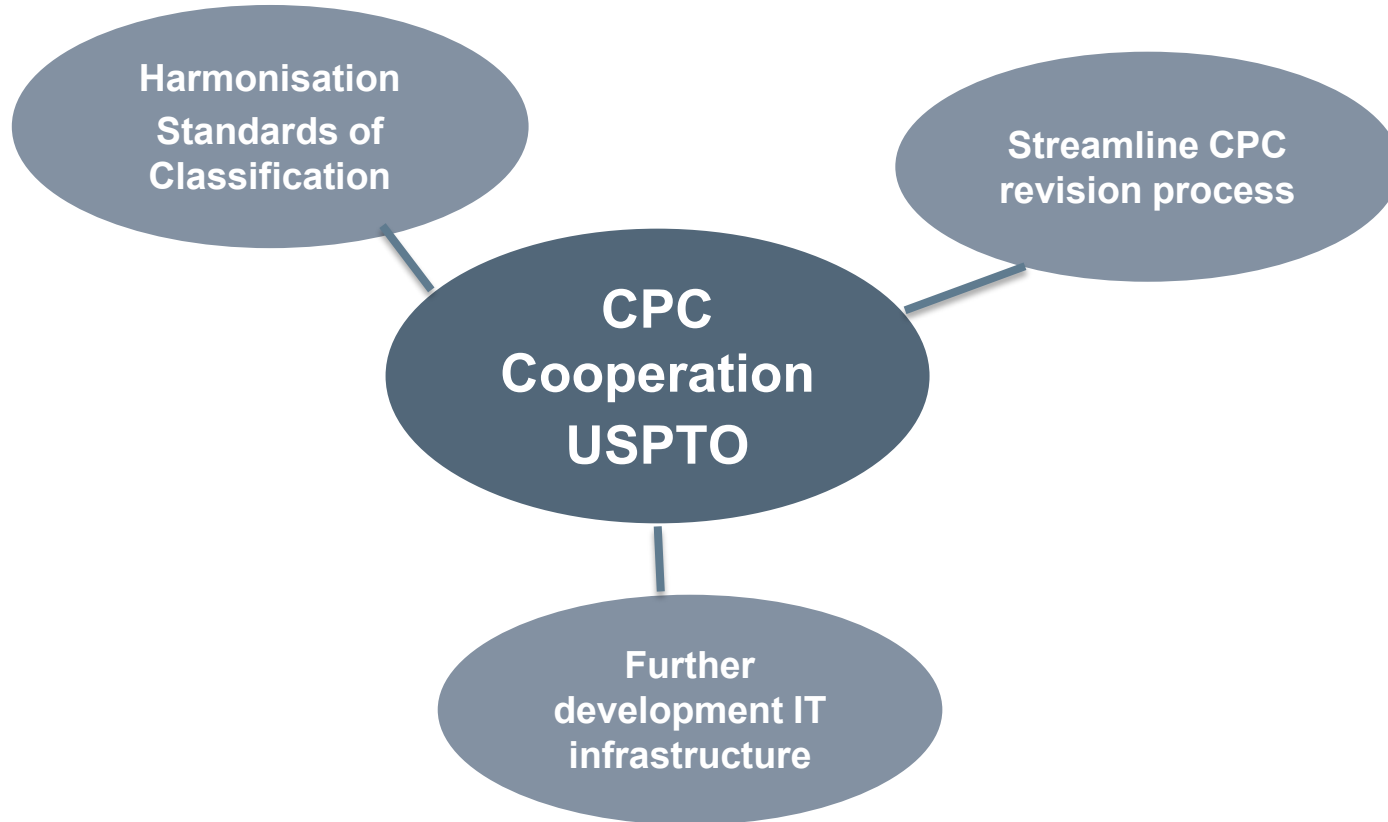 Harmonisation
Standards of
Classification
Streamline CPC
revision process
CPC
Cooperation
USPTO
Further
development IT
infrastructure